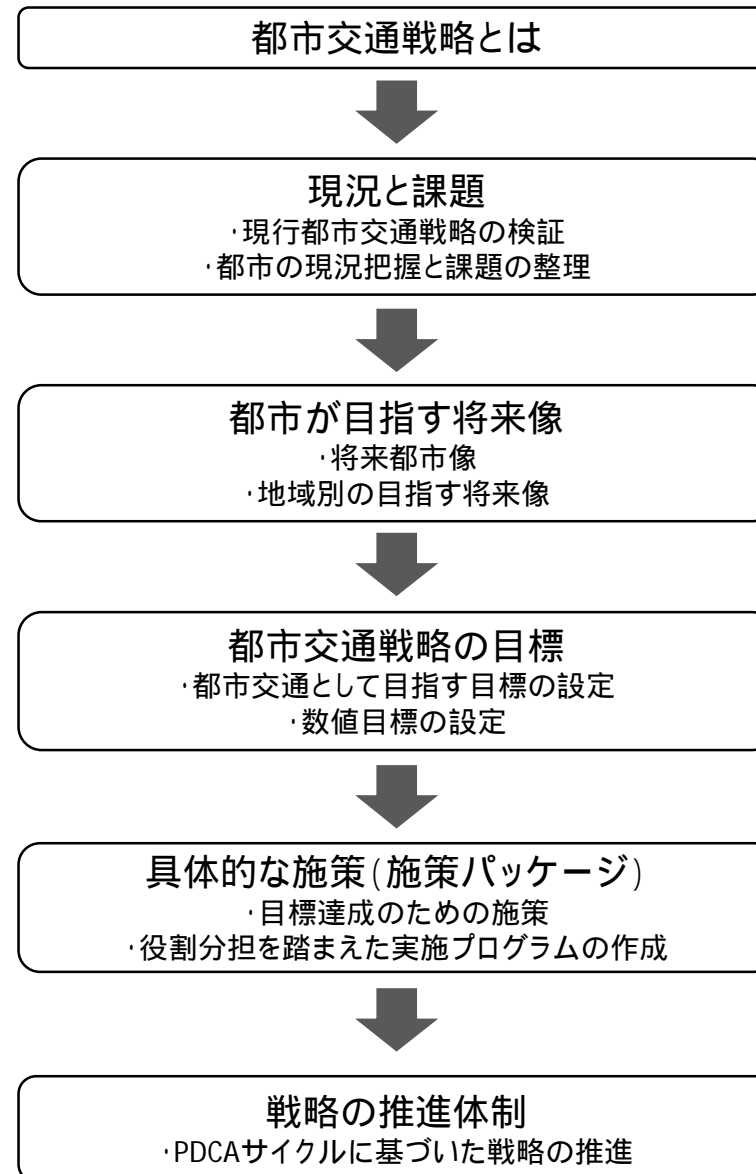 都市交通戦略とは
現況と課題
・現行都市交通戦略の検証
・都市の現況把握と課題の整理
都市が目指す将来像
・将来都市像
・地域別の目指す将来像
都市交通戦略の目標
・都市交通として目指す目標の設定
・数値目標の設定
具体的な施策(施策パッケージ)
・目標達成のための施策
・役割分担を踏まえた実施プログラムの作成
戦略の推進体制
・PDCAサイクルに基づいた戦略の推進